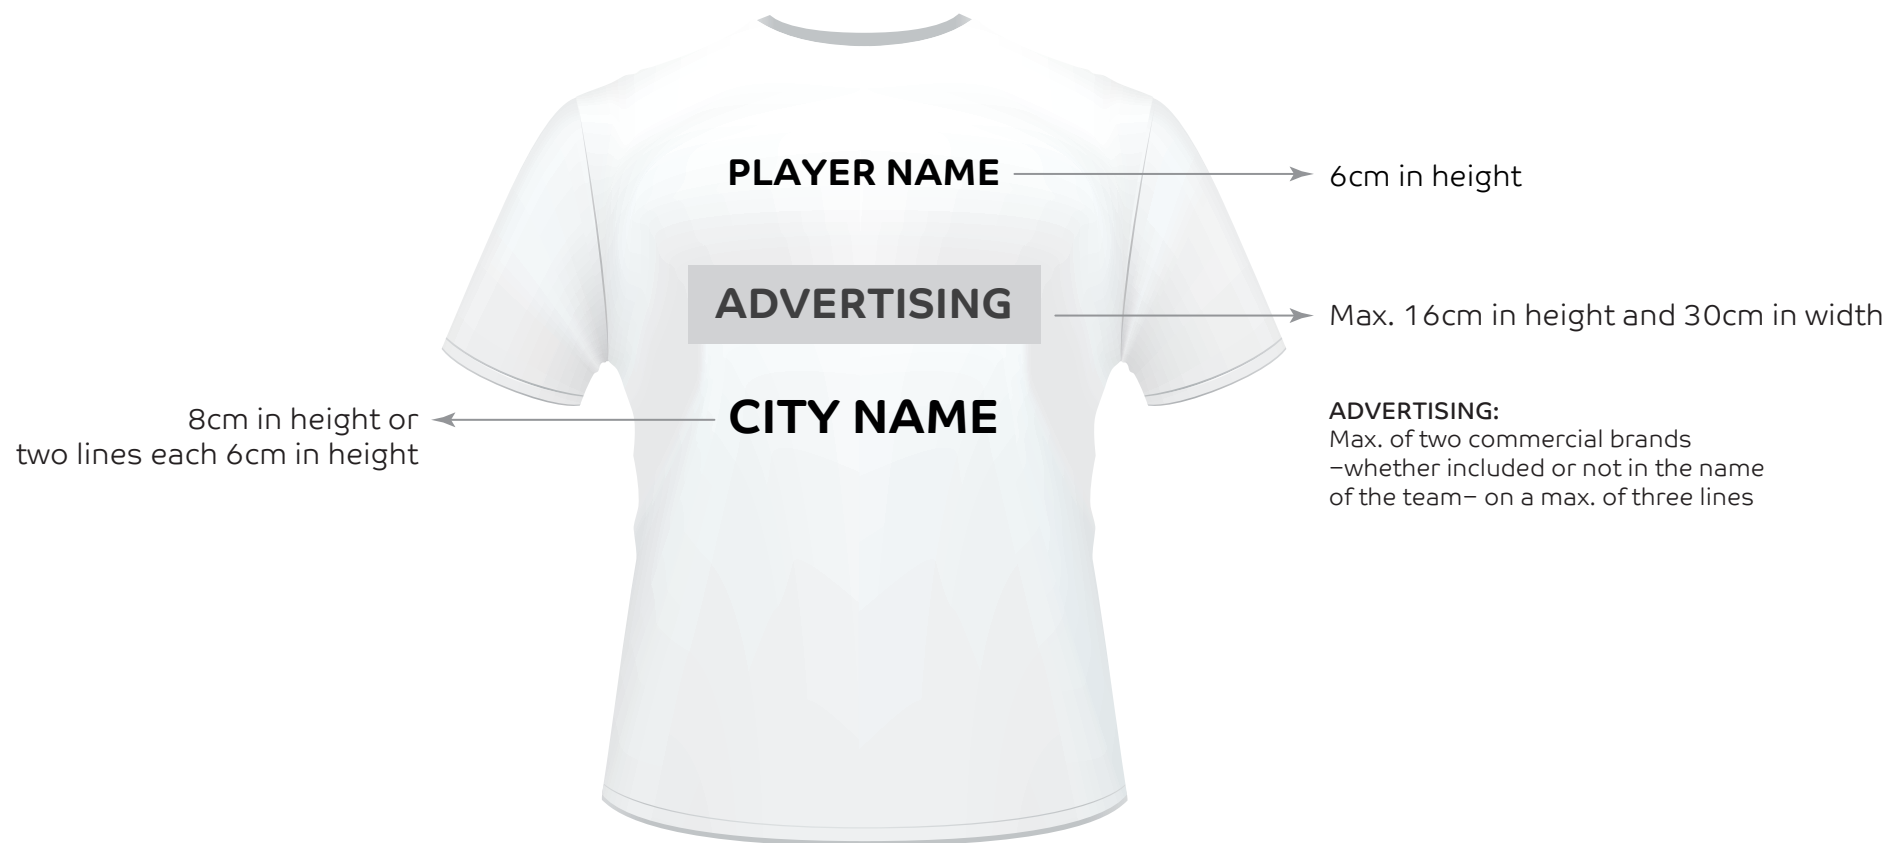 PLAYER NAME
6cm in height
ADVERTISING
Max. 16cm in height and 30cm in width
8cm in height or
two lines each 6cm in height
CITY NAME
ADVERTISING:
Max. of two commercial brands
–whether included or not in the name
of the team– on a max. of three lines